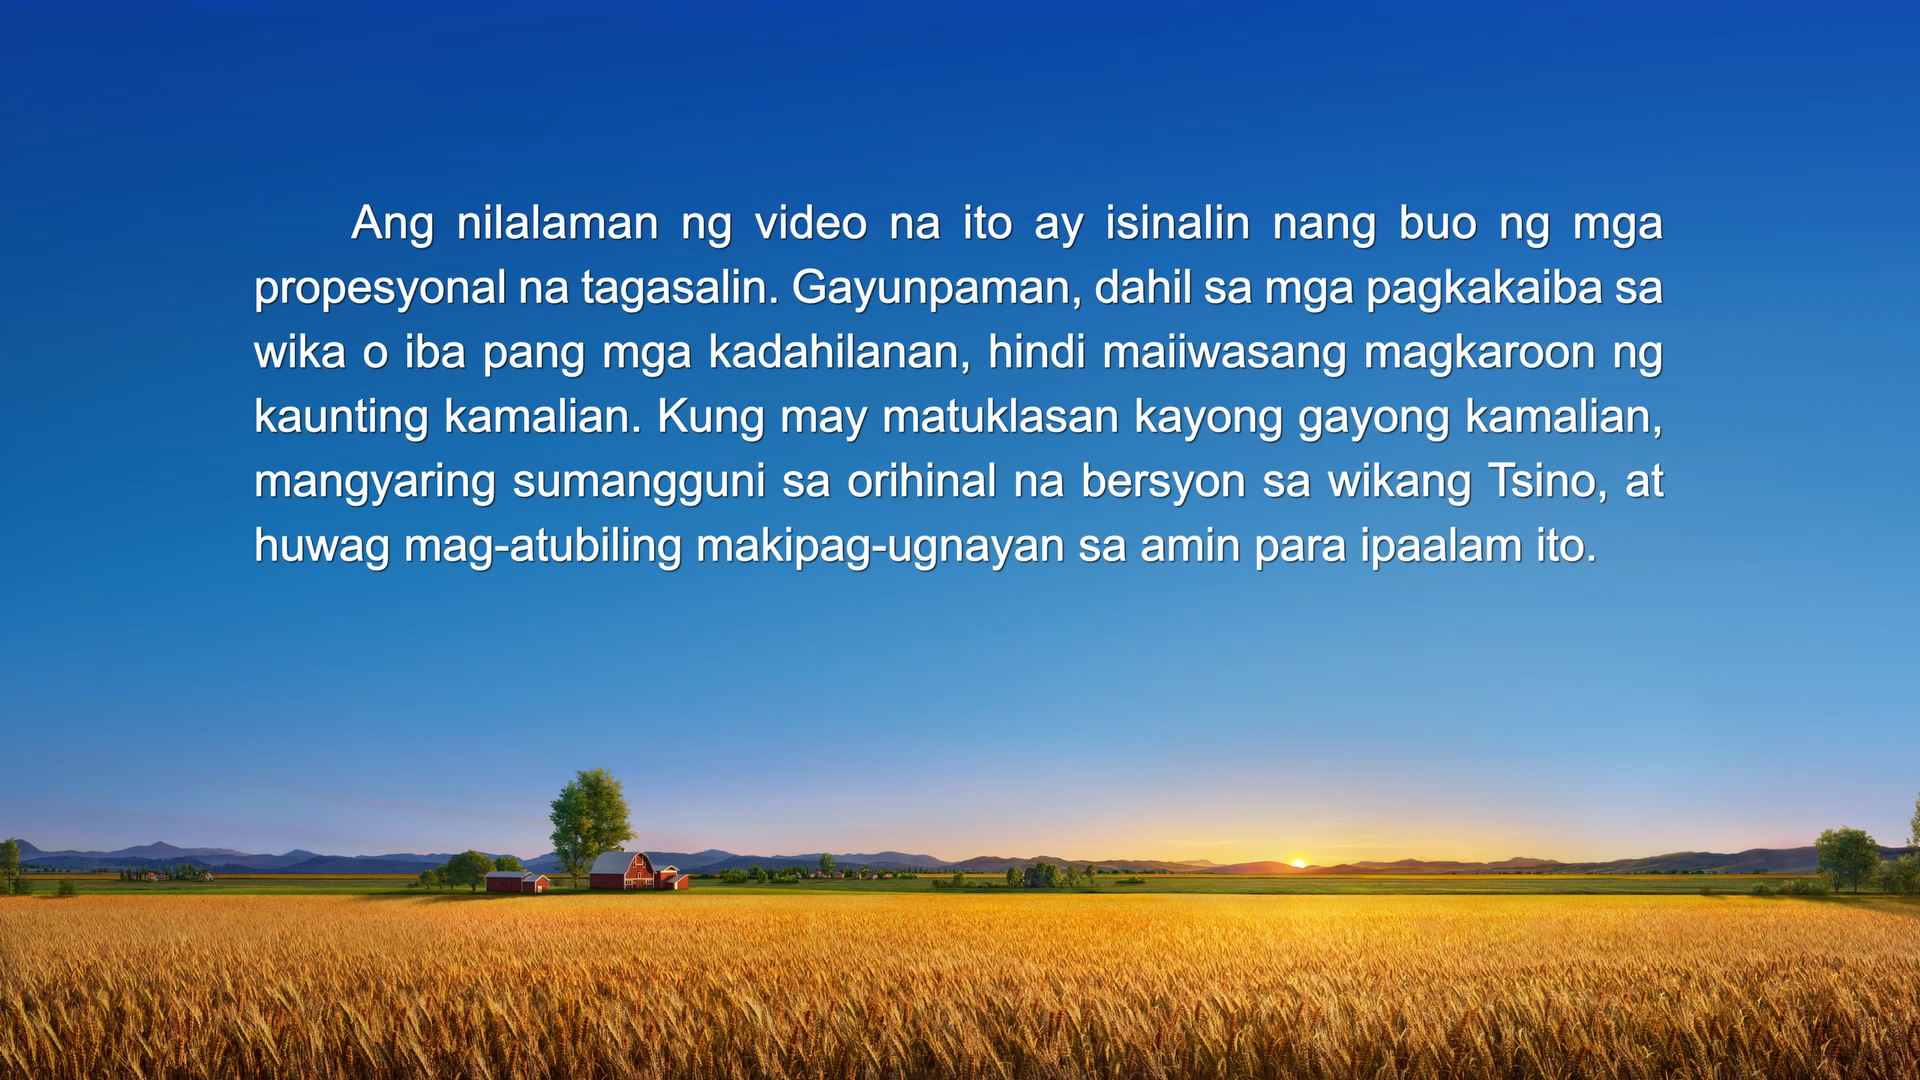 Ang nilalaman ng video na ito ay isinalin nang buo ng mga
propesyonal na tagasalin. Gayunpaman, dahil sa mga pagkakaiba sa
wika o iba pang mga kadahilanan, hindi maiiwasang magkaroon ng
kaunting kamalian. Kung may matuklasan kayong gayong kamalian,
mangyaring sumangguni sa orihinal na bersyon sa wikang Tsino, at
huwag mag-atubiling makipag-ugnayan sa amin para ipaalam ito.